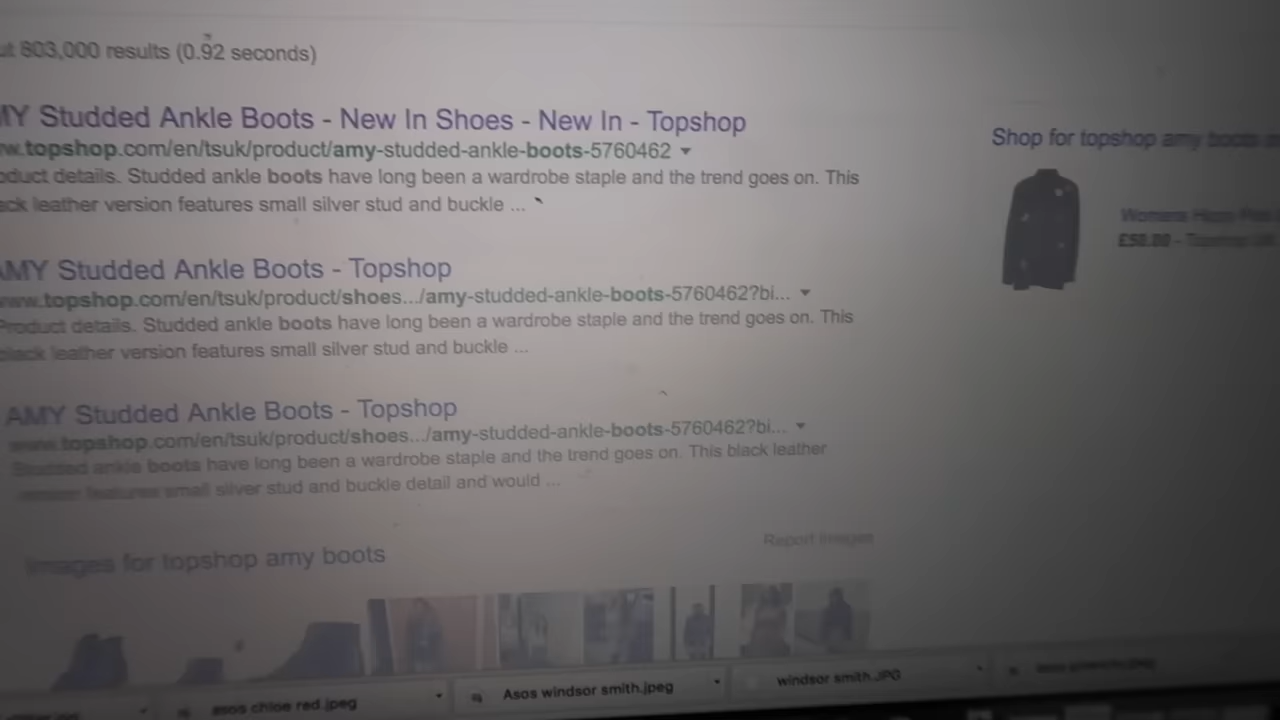 803,000 results (0.92 seconds)
MY Studded Ankle Boots - New In Shoes - New In - Topshop
w.topshop.com/en/tsuk/product/amy-studded-ankle-boots-5760462
oduct details. Studded ankle boots have long been a wardrobe staple and the trend goes on. This
ck leather version features small silver stud and buckle ...
AMY Studded Ankle Boots - Topshop
www.topshop.com/en/tsuk/product/shoes.../amy-studded-ankle-boots-5760462?bi...
Product details. Studded ankle boots have long been a wardrobe staple and the trend goes on. This
black leather version features small silver stud and buckle ...
AMY Studded Ankle Boots - Topshop
www.topshop.com/en/tsuk/product/shoes.../amy-studded-ankle-boots-5760462?bi...
Studded ankle boots have long been a wardrobe staple and the trend goes on. This black leather
version features small silver stud and buckle detail and would ...
Images for topshop amy boots
Report images
Shop for topshop amy boots
Womens
£50.00 -
asos chloe red.jpeg
Asos windsor smith.jpeg
windsor smith.JPG